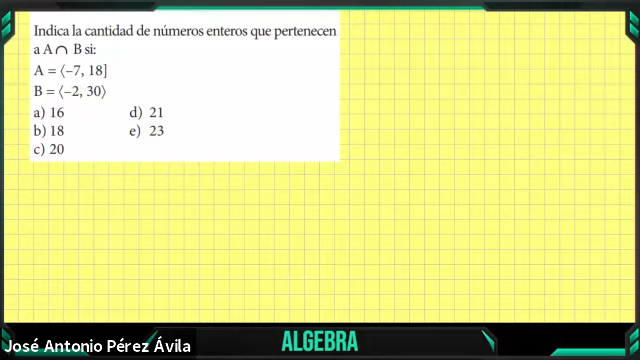 Indica la cantidad de números enteros que pertenecen
a A ∩ B si:
A = ⟨–7, 18]
B = ⟨–2, 30⟩
a) 16 d) 21
b) 18 e) 23
c) 20
José Antonio Pérez Ávila
ALGEBRA